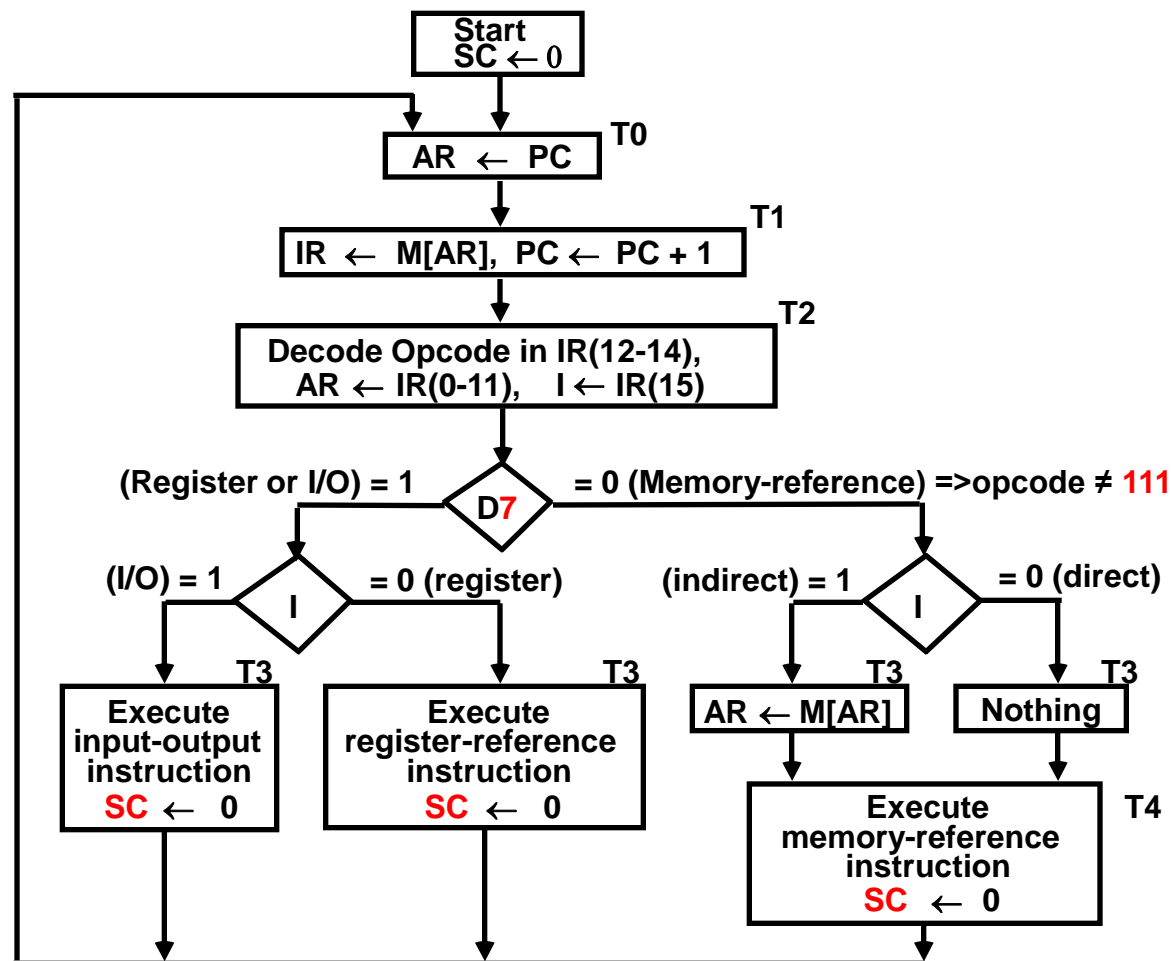 Start
SC ← 0
T0
AR ← PC
T1
IR ← M[AR], PC ← PC + 1
T2
Decode Opcode in IR(12-14),
AR ← IR(0-11), I ← IR(15)
(Register or I/O) = 1
= 0 (Memory-reference) =>opcode ≠ 111
D7
(I/O) = 1
= 0 (register)
(indirect) = 1
= 0 (direct)
I
I
T3
T3
T3
T3
Execute
input-output
instruction
SC ← 0
Execute
register-reference
instruction
SC ← 0
AR ← M[AR]
Nothing
T4
Execute
memory-reference
instruction
SC ← 0